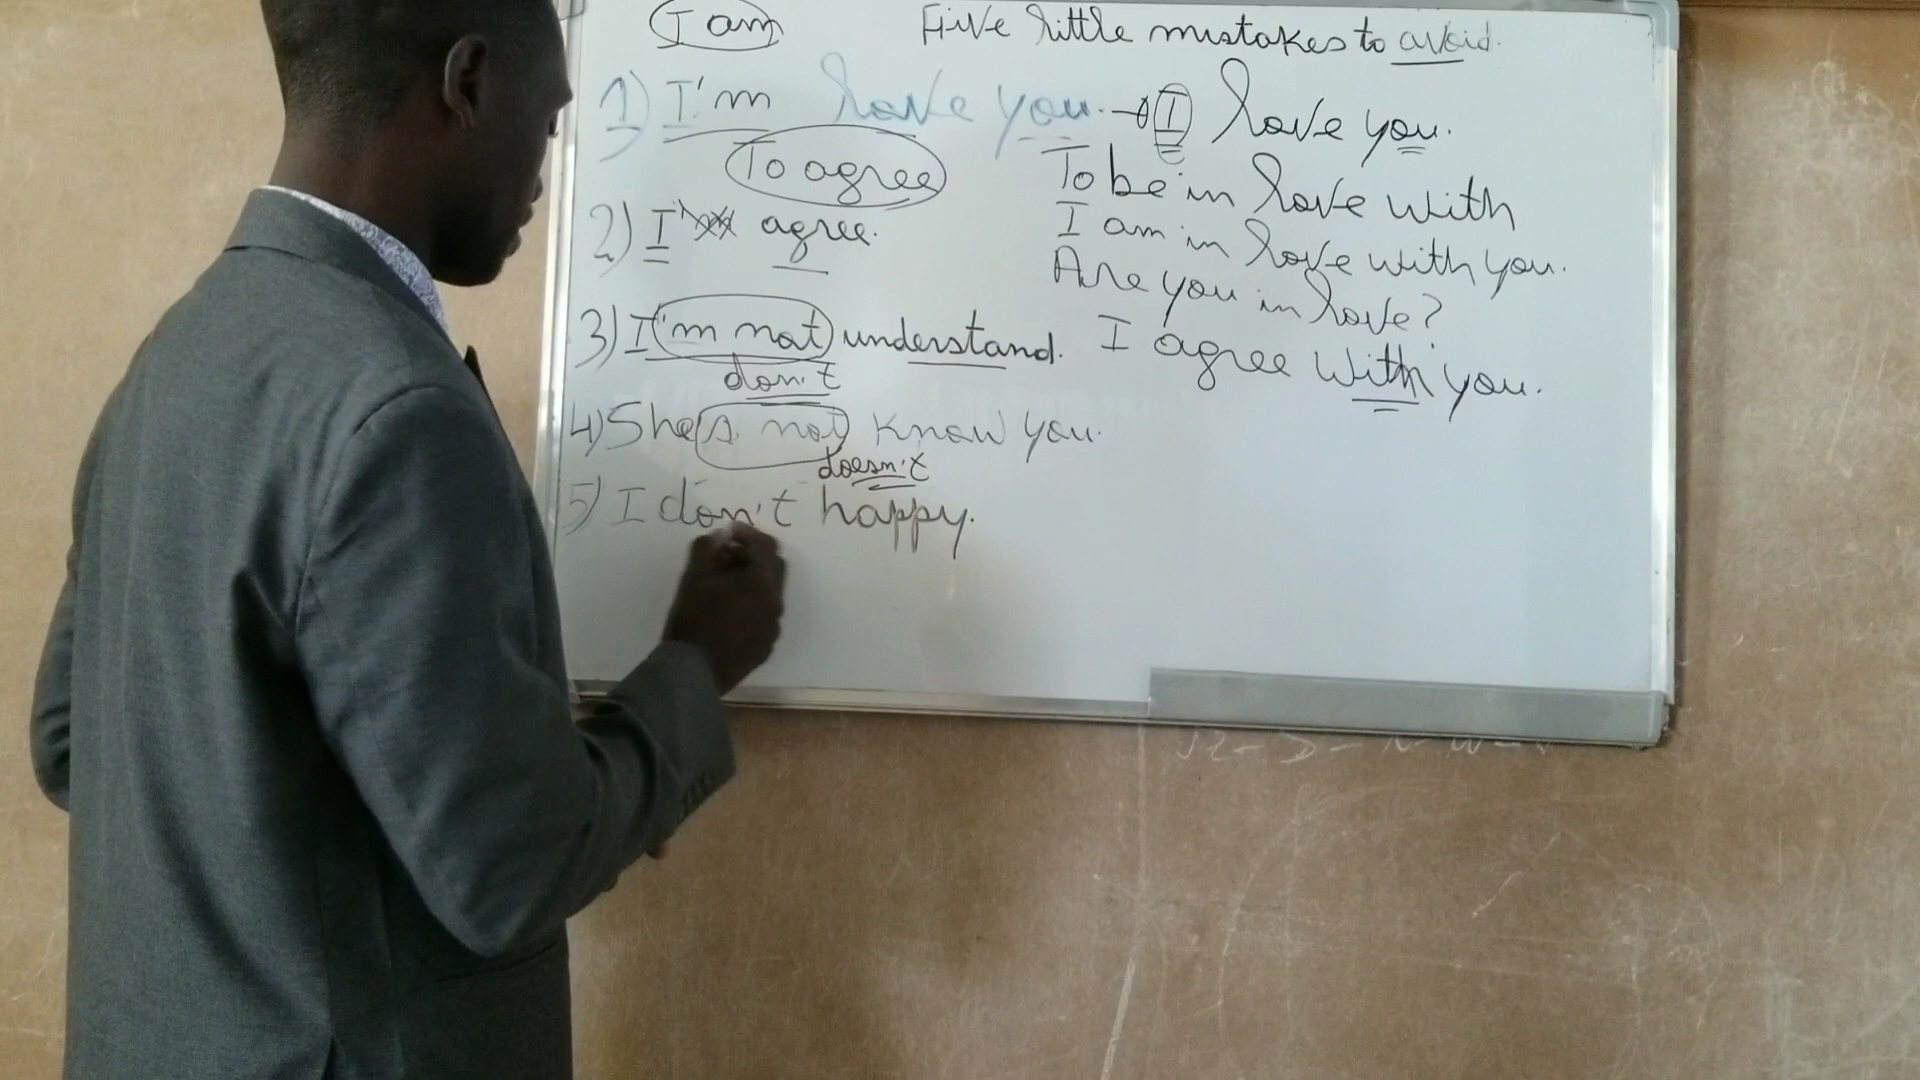 I am
Five little mistakes to avoid.
1) I'm love you. → I love you.
To agree
To be in love with
2) I agree.
I am in love with you.
Are you in love?
3) I'm not understand.
don't
I agree with you.
4) She's not know you.
doesn't
5) I don't happy.